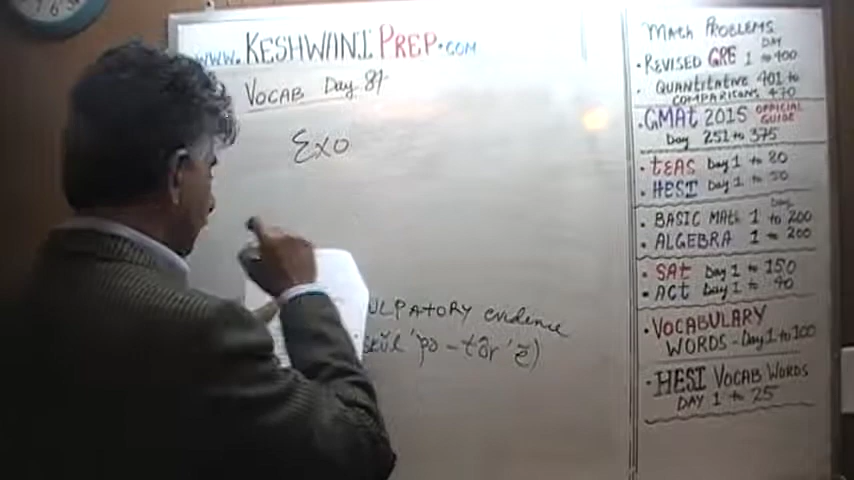 www.KESHWANIPREP.COM
VOCAB Day 87
Exo
ULPATORY evidence
skŭl 'pə – tôr 'ē)
MATH PROBLEMS
• REVISED GRE DAY 1 to 400
• QUANTITATIVE 401 to
COMPARISONS 470
• GMAT 2015 OFFICIAL GUIDE
Day 251 to 375
• TEAS Day 1 to 20
• HESI Day 1 to 50
• BASIC MATH Day 1 to 200
• ALGEBRA 1 to 200
• SAT Day 1 to 150
• ACT Day 1 to 40
• VOCABULARY
WORDS - Day 1 to 100
• HESI VOCAB WORDS
DAY 1 to 25